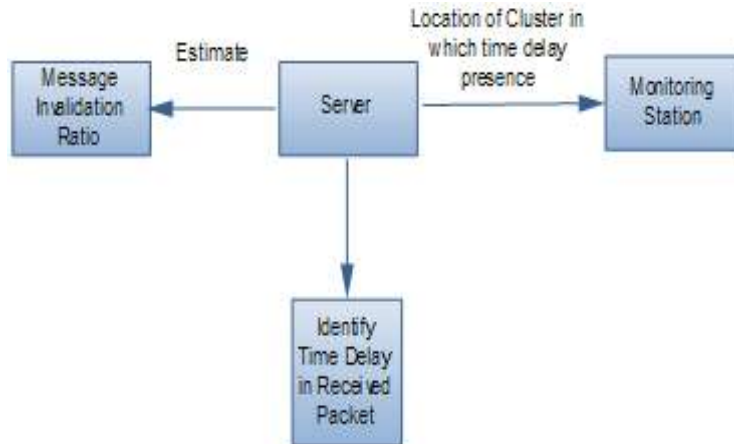 Location of Cluster in
which time delay
presence
Estimate
Message
Invalidation
Ratio
Server
Monitoring
Station
Identify
Time Delay
in Received
Packet